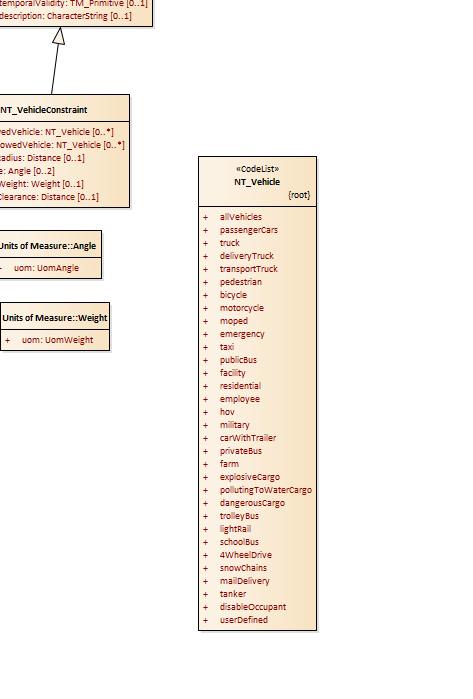 temporalValidity: TM_Primitive [0..1]
description: CharacterString [0..1]
NT_VehicleConstraint
NT_Vehicle [0..*]
NT_Vehicle [0..*]
Distance [0..1]
Angle [0..2]
Weight: Weight [0..1]
Clearance: Distance [0..1]
Units of Measure::Angle
uom: UomAngle
Units of Measure::Weight
+ uom: UomWeight
«CodeList»
NT_Vehicle
{root}
+ allVehicles
+ passengerCars
+ truck
+ deliveryTruck
+ transportTruck
+ pedestrian
+ bicycle
+ motorcycle
+ moped
+ emergency
+ taxi
+ publicBus
+ facility
+ residential
+ employee
+ hov
+ military
+ carWithTrailer
+ privateBus
+ farm
+ explosiveCargo
+ pollutingToWaterCargo
+ dangerousCargo
+ trolleyBus
+ lightRail
+ schoolBus
+ 4WheelDrive
+ snowChains
+ mailDelivery
+ tanker
+ disableOccupant
+ userDefined